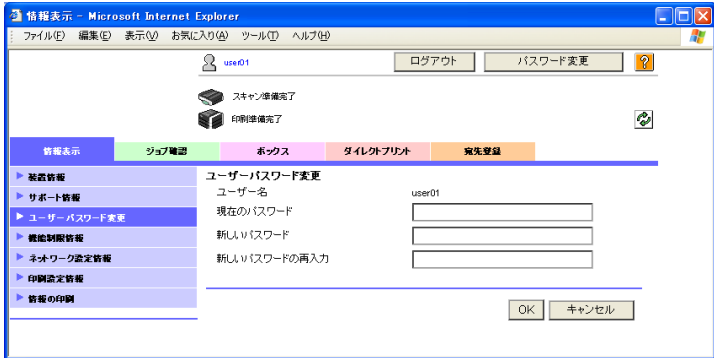 情報表示 - Microsoft Internet Explorer
ファイル(F) 編集(E) 表示(V) お気に入り(A) ツール(T) ヘルプ(H)
user01 ログアウト パスワード変更 ?
スキャン準備完了
印刷準備完了
情報表示 ジョブ確認 ボックス ダイレクトプリント 宛先登録
装置情報
サポート情報
ユーザーパスワード変更
機能制限情報
ネットワーク設定情報
印刷設定情報
情報の印刷
ユーザーパスワード変更
ユーザー名 user01
現在のパスワード
新しいパスワード
新しいパスワードの再入力
OK キャンセル